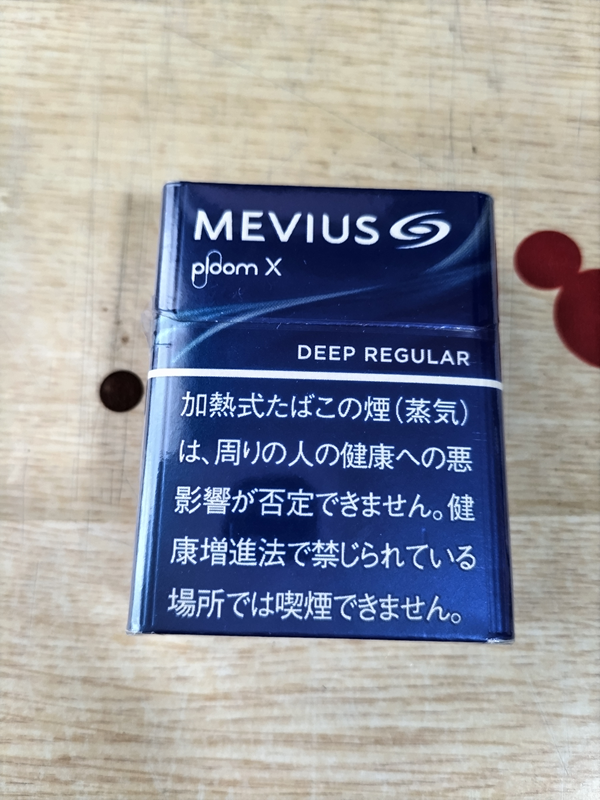 MEVIUS
ploom X
DEEP REGULAR
加熱式たばこの煙（蒸気）
は、周りの人の健康への悪
影響が否定できません。健
康増進法で禁じられている
場所では喫煙できません。